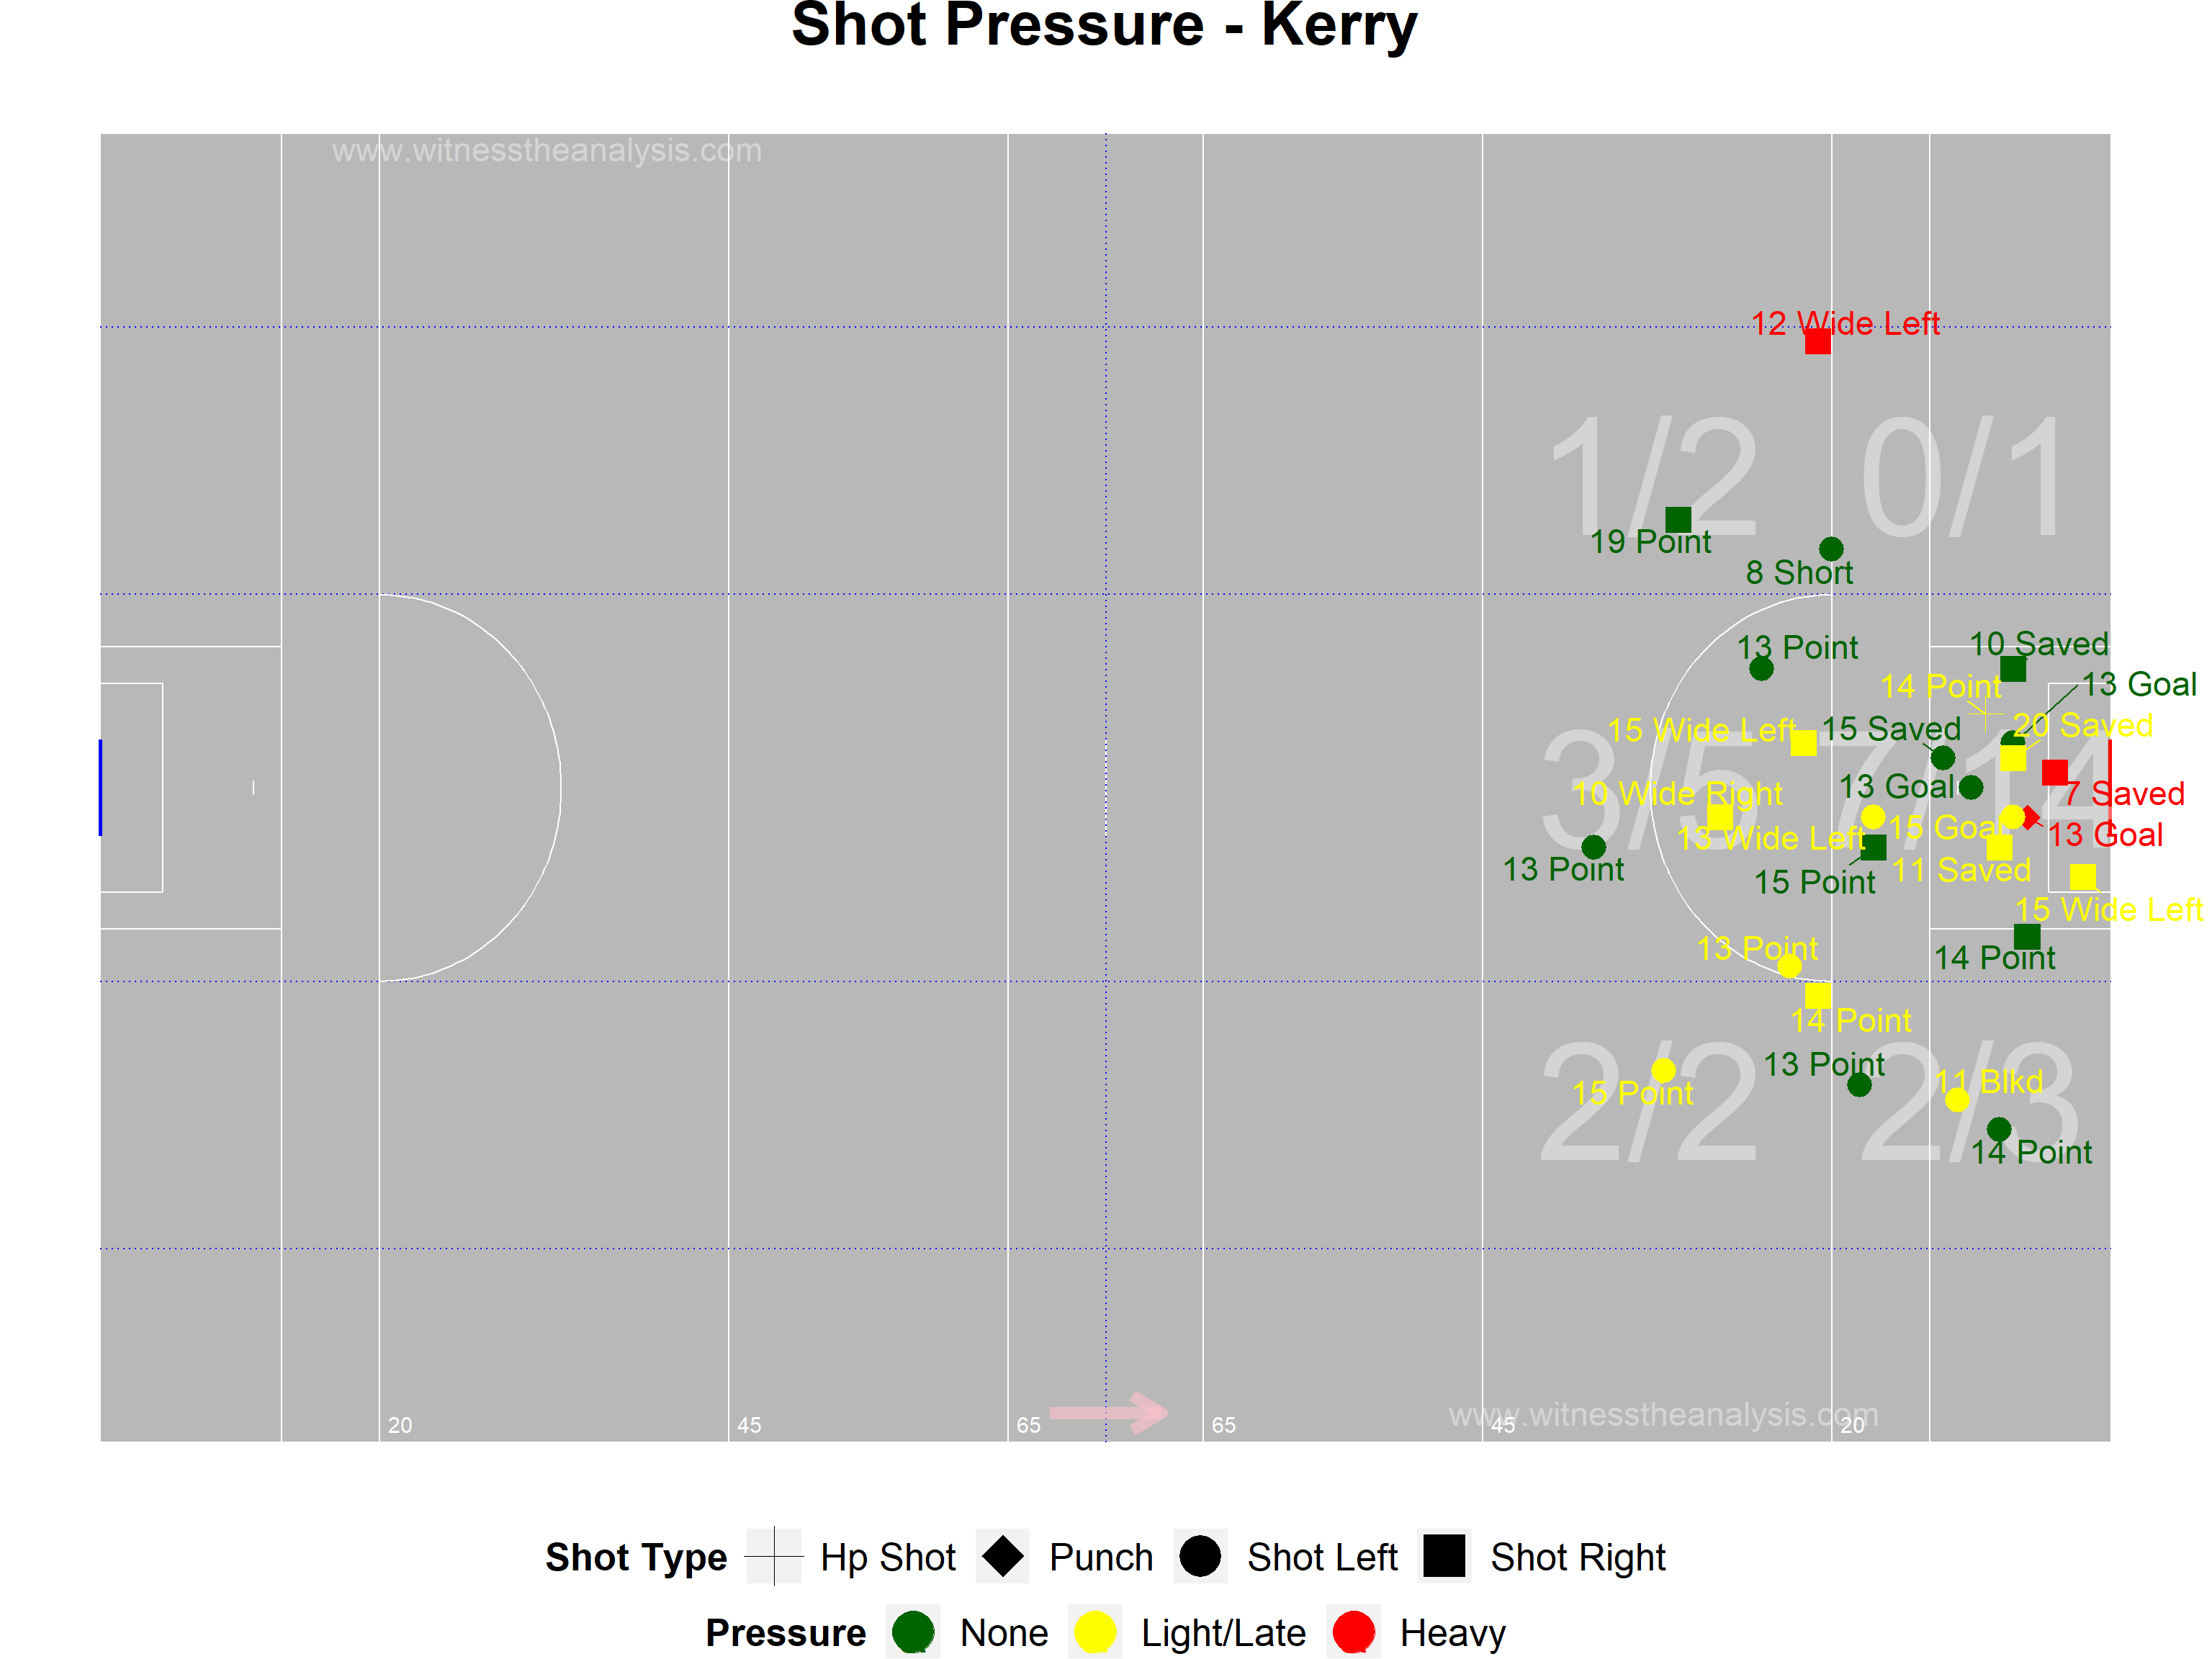 Shot Pressure - Kerry
www.witnesstheanalysis.com
12 Wide Left
1/2 0/1
19 Point
8 Short
13 Point
10 Saved
14 Point
13 Goal
15 Wide Left
15 Saved
20 Saved
3/5 7/14
13 Goal
10 Wide Right
7 Saved
13 Wide Left
15 Goal
13 Goal
13 Point
15 Point
11 Saved
15 Wide Left
13 Point
14 Point
14 Point
2/2 2/3
13 Point
15 Point
11 Blkd
14 Point
www.witnesstheanalysis.com
20 45 65 65 45 20
Shot Type Hp Shot Punch Shot Left Shot Right
Pressure None Light/Late Heavy